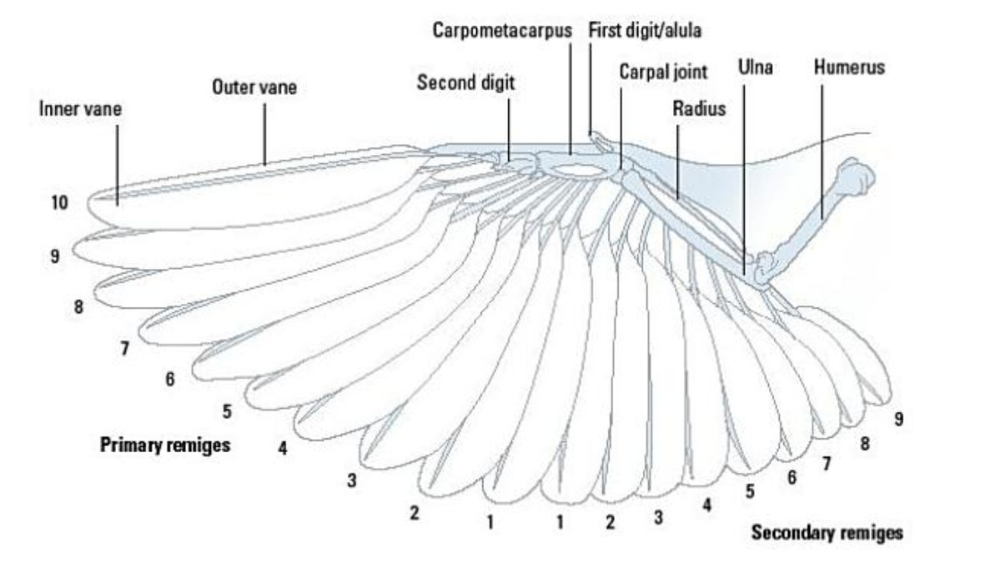 Carpometacarpus
First digit/alula
Carpal joint
Ulna
Humerus
Second digit
Outer vane
Inner vane
Radius
10
9
8
7
6
5
4
3
2
1
Primary remiges
1
2
3
4
5
6
7
8
9
Secondary remiges